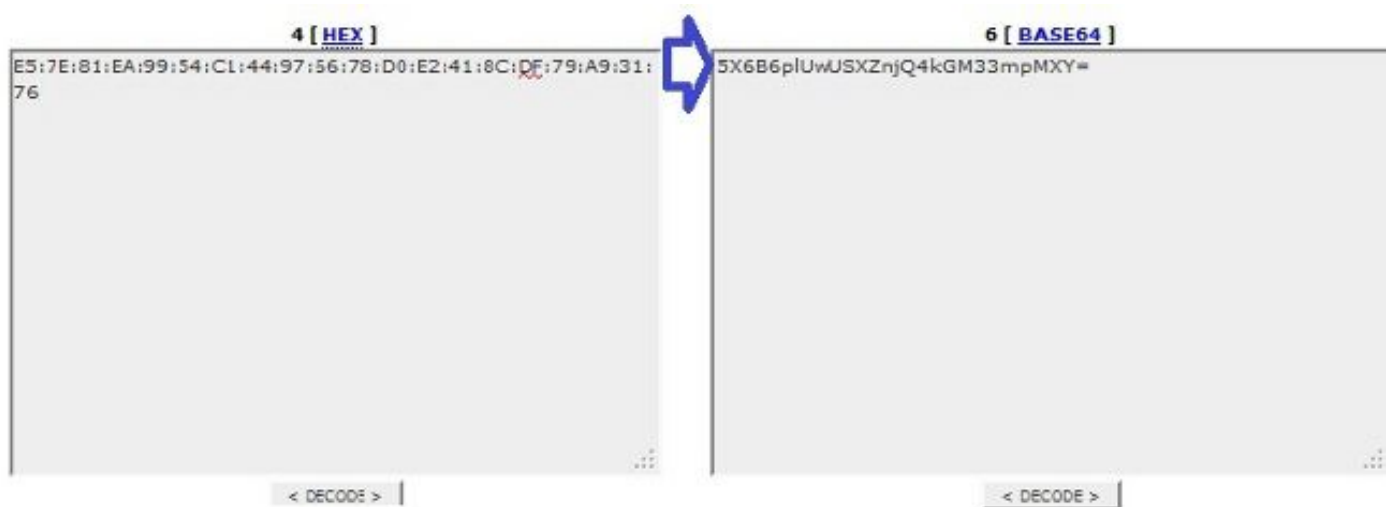 4 [ HEX ]
6 [ BASE64 ]
E5:7E:81:EA:99:54:C1:44:97:56:78:D0:E2:41:8C:DF:79:A9:31:
76
5X6B6plUwUSXZnjQ4kGM33mpMXY=
< DECODE >
< DECODE >